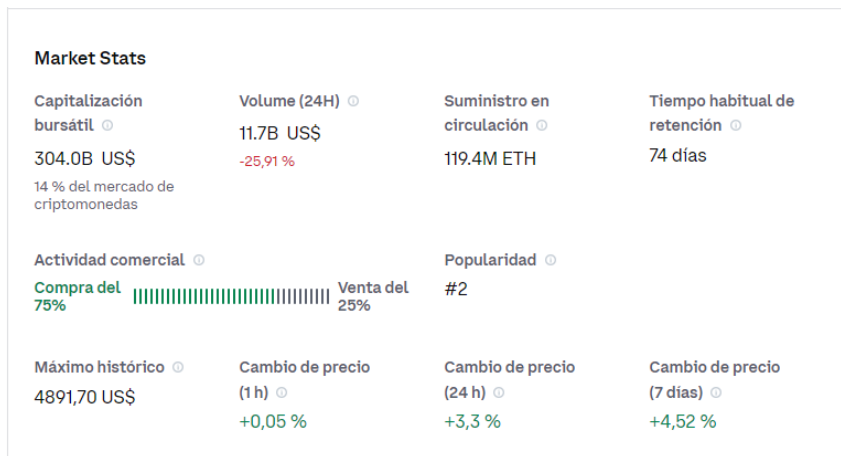 Market Stats
Capitalización
bursátil
304.0B US$
14 % del mercado de
criptomonedas
Volume (24H)
11.7B US$
-25,91 %
Suministro en
circulación
119.4M ETH
Tiempo habitual de
retención
74 días
Actividad comercial
Compra del
75%
Venta del
25%
Popularidad
#2
Máximo histórico
4891,70 US$
Cambio de precio
(1 h)
+0,05 %
Cambio de precio
(24 h)
+3,3 %
Cambio de precio
(7 días)
+4,52 %